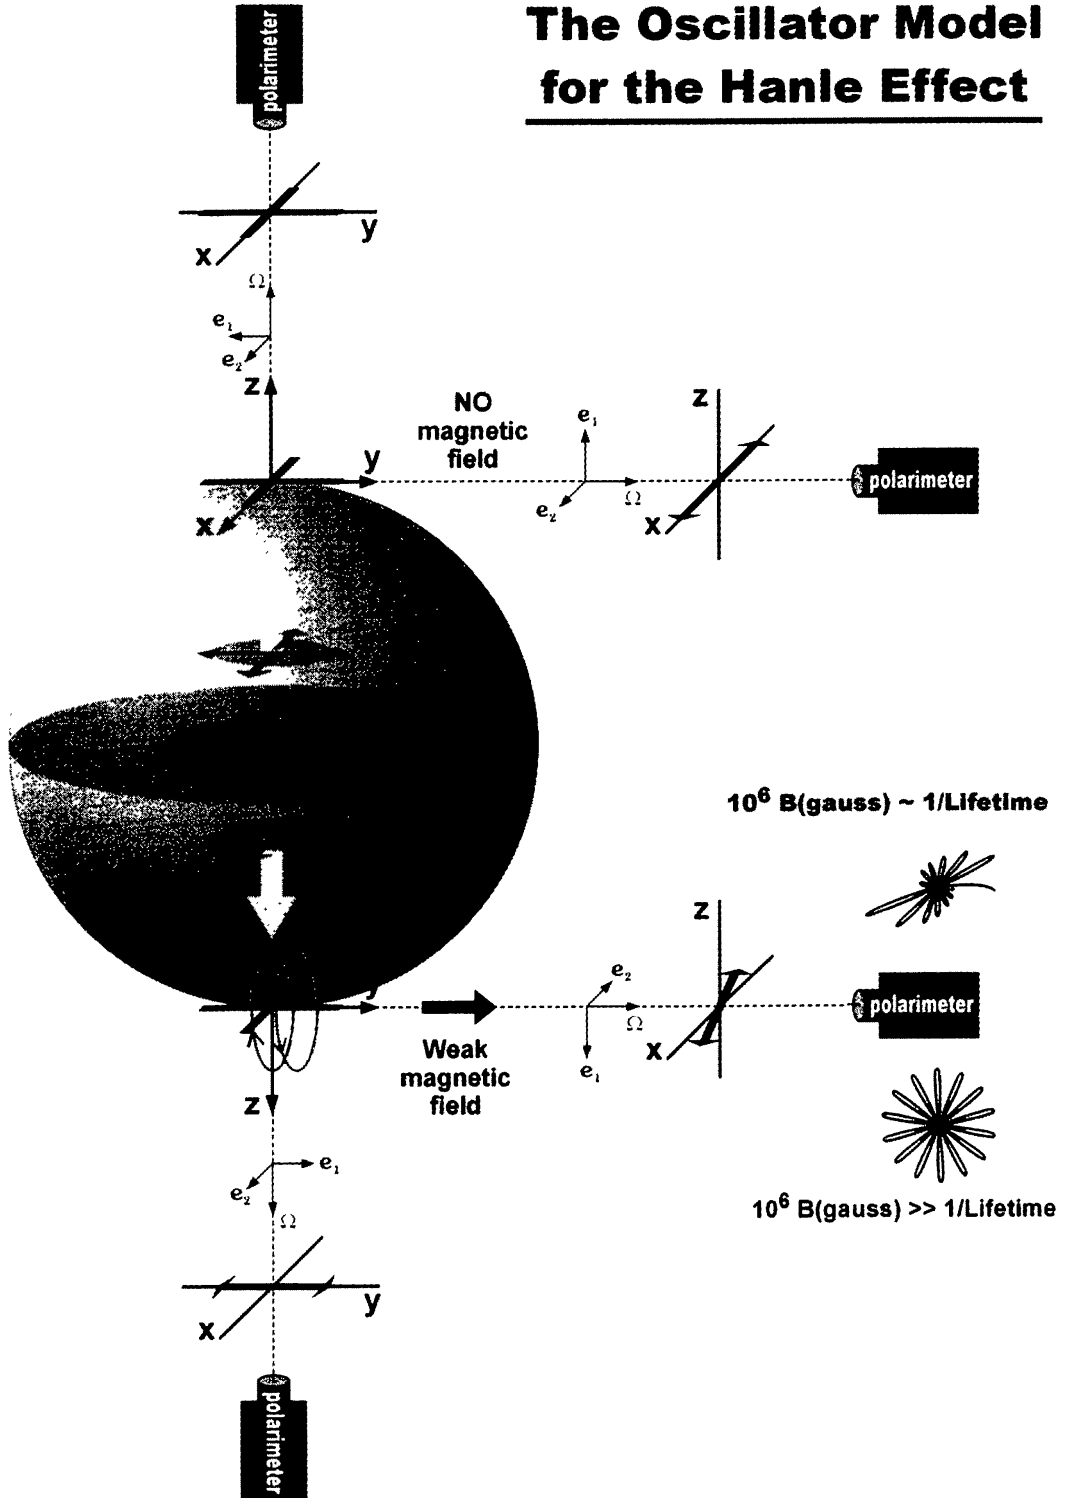 The Oscillator Model
for the Hanle Effect
polarimeter
y
x
Ω
e₁
e₂
z
y
x
NO
magnetic
field
e₁
e₂
Ω
z
x
polarimeter
10⁶ B(gauss) ~ 1/Lifetime
y
z
Weak
magnetic
field
e₂
Ω
e₁
z
x
polarimeter
10⁶ B(gauss) >> 1/Lifetime
e₁
e₂
Ω
y
x
polarimeter